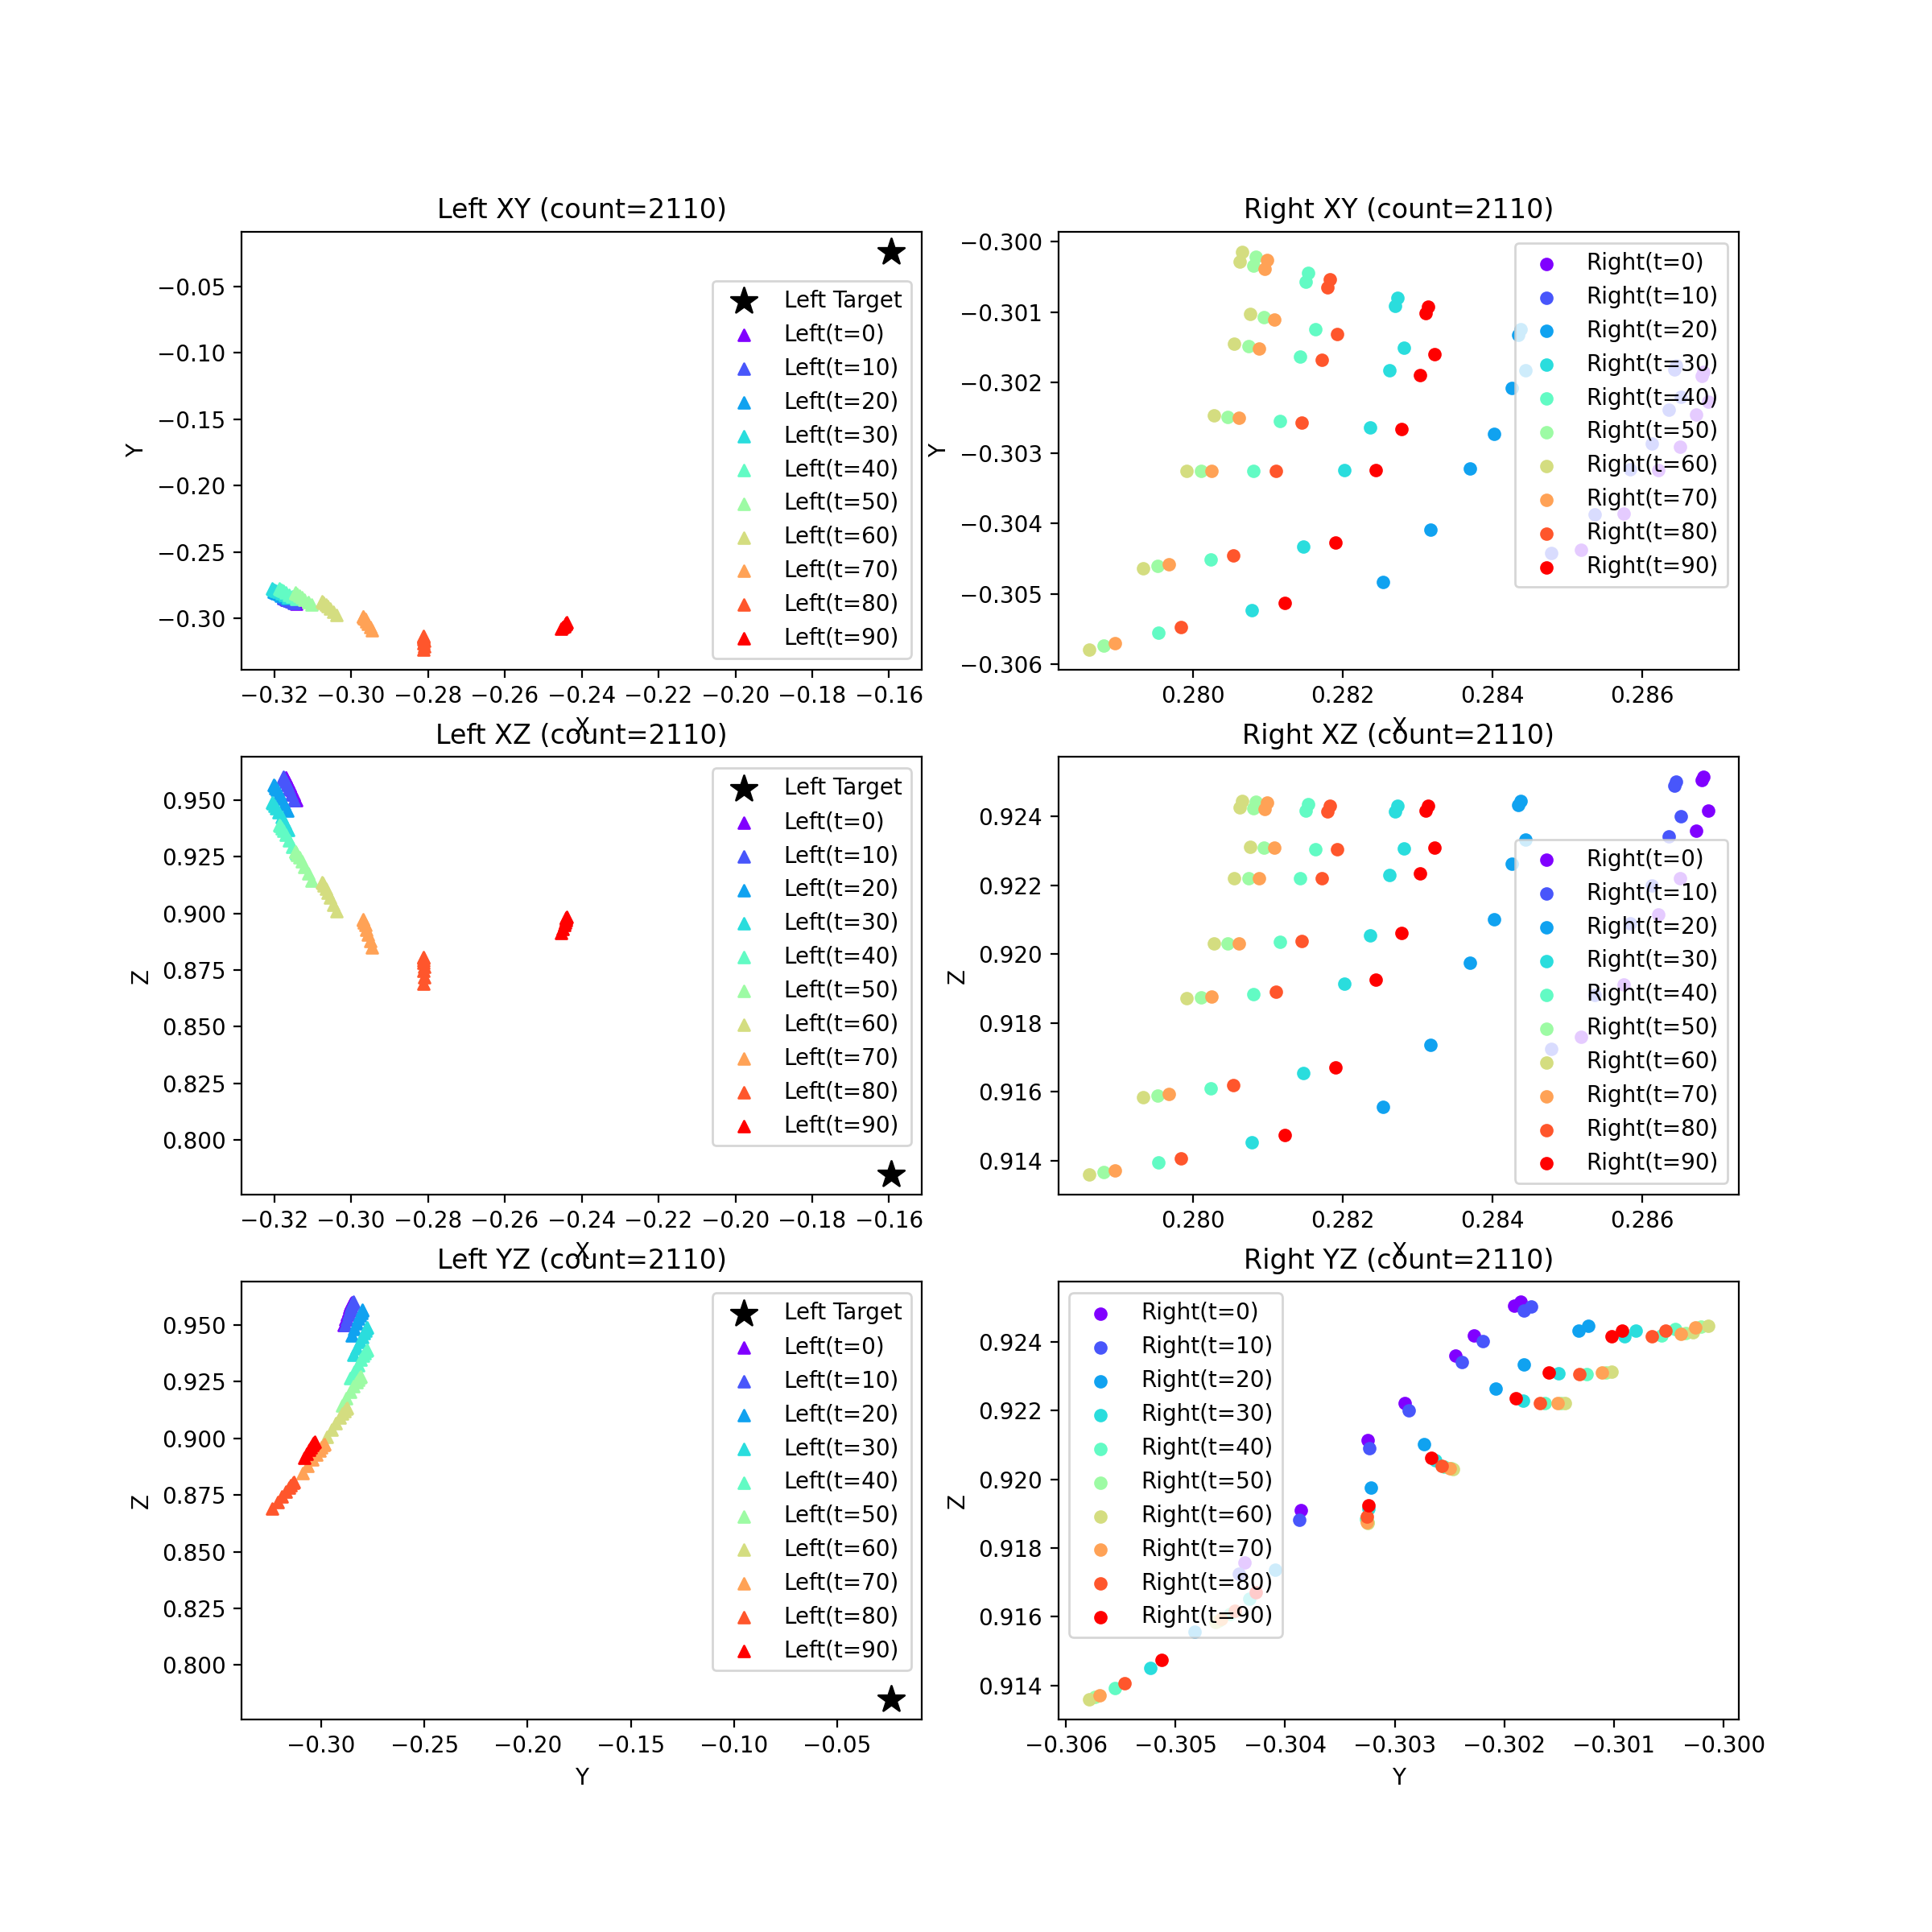 Left XY (count=2110)
Y
−0.05
−0.10
−0.15
−0.20
−0.25
−0.30
−0.32 −0.30 −0.28 −0.26 −0.24 −0.22 −0.20 −0.18 −0.16
X
Left Target
Left(t=0)
Left(t=10)
Left(t=20)
Left(t=30)
Left(t=40)
Left(t=50)
Left(t=60)
Left(t=70)
Left(t=80)
Left(t=90)
Right XY (count=2110)
Y
−0.300
−0.301
−0.302
−0.303
−0.304
−0.305
−0.306
0.280 0.282 0.284 0.286
X
Right(t=0)
Right(t=10)
Right(t=20)
Right(t=30)
Right(t=40)
Right(t=50)
Right(t=60)
Right(t=70)
Right(t=80)
Right(t=90)
Left XZ (count=2110)
Z
0.950
0.925
0.900
0.875
0.850
0.825
0.800
−0.32 −0.30 −0.28 −0.26 −0.24 −0.22 −0.20 −0.18 −0.16
X
Left Target
Left(t=0)
Left(t=10)
Left(t=20)
Left(t=30)
Left(t=40)
Left(t=50)
Left(t=60)
Left(t=70)
Left(t=80)
Left(t=90)
Right XZ (count=2110)
Z
0.924
0.922
0.920
0.918
0.916
0.914
0.280 0.282 0.284 0.286
X
Right(t=0)
Right(t=10)
Right(t=20)
Right(t=30)
Right(t=40)
Right(t=50)
Right(t=60)
Right(t=70)
Right(t=80)
Right(t=90)
Left YZ (count=2110)
Z
0.950
0.925
0.900
0.875
0.850
0.825
0.800
−0.30 −0.25 −0.20 −0.15 −0.10 −0.05
Y
Left Target
Left(t=0)
Left(t=10)
Left(t=20)
Left(t=30)
Left(t=40)
Left(t=50)
Left(t=60)
Left(t=70)
Left(t=80)
Left(t=90)
Right YZ (count=2110)
Z
0.924
0.922
0.920
0.918
0.916
0.914
−0.306 −0.305 −0.304 −0.303 −0.302 −0.301 −0.300
Y
Right(t=0)
Right(t=10)
Right(t=20)
Right(t=30)
Right(t=40)
Right(t=50)
Right(t=60)
Right(t=70)
Right(t=80)
Right(t=90)